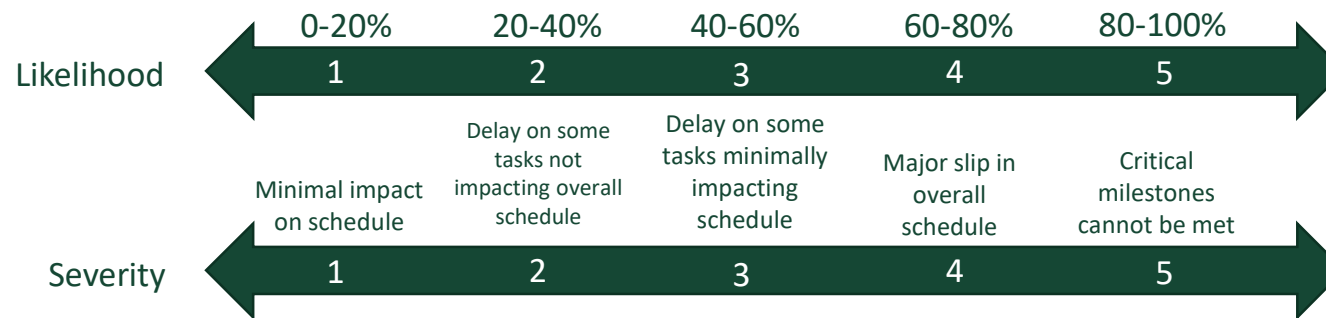 0-20% 20-40% 40-60% 60-80% 80-100%
Likelihood 1 2 3 4 5
Minimal impact
on schedule
Delay on some
tasks not
impacting overall
schedule
Delay on some
tasks minimally
impacting
schedule
Major slip in
overall
schedule
Critical
milestones
cannot be met
Severity 1 2 3 4 5